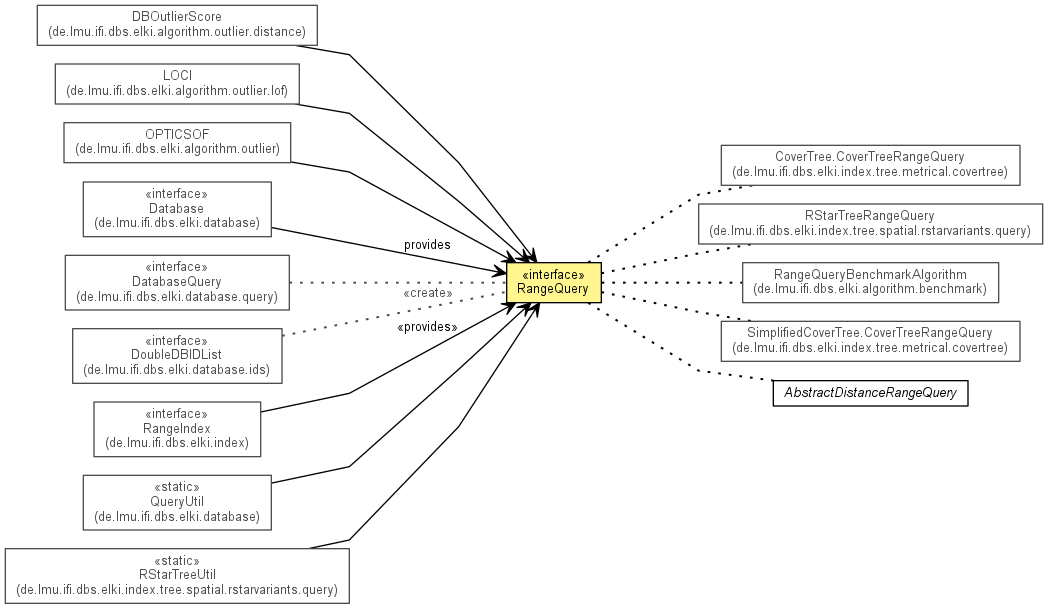 DBOutlierScore
(de.lmu.ifi.dbs.elki.algorithm.outlier.distance)
LOCI
(de.lmu.ifi.dbs.elki.algorithm.outlier.lof)
OPTICSOF
(de.lmu.ifi.dbs.elki.algorithm.outlier)
«interface»
Database
(de.lmu.ifi.dbs.elki.database)
«interface»
DatabaseQuery
(de.lmu.ifi.dbs.elki.database.query)
«interface»
DoubleDBIDList
(de.lmu.ifi.dbs.elki.database.ids)
«interface»
RangeIndex
(de.lmu.ifi.dbs.elki.index)
«static»
QueryUtil
(de.lmu.ifi.dbs.elki.database)
«static»
RStarTreeUtil
(de.lmu.ifi.dbs.elki.index.tree.spatial.rstarvariants.query)
provides
«create»
«provides»
«interface»
RangeQuery
CoverTree.CoverTreeRangeQuery
(de.lmu.ifi.dbs.elki.index.tree.metrical.covertree)
RStarTreeRangeQuery
(de.lmu.ifi.dbs.elki.index.tree.spatial.rstarvariants.query)
RangeQueryBenchmarkAlgorithm
(de.lmu.ifi.dbs.elki.algorithm.benchmark)
SimplifiedCoverTree.CoverTreeRangeQuery
(de.lmu.ifi.dbs.elki.index.tree.metrical.covertree)
AbstractDistanceRangeQuery